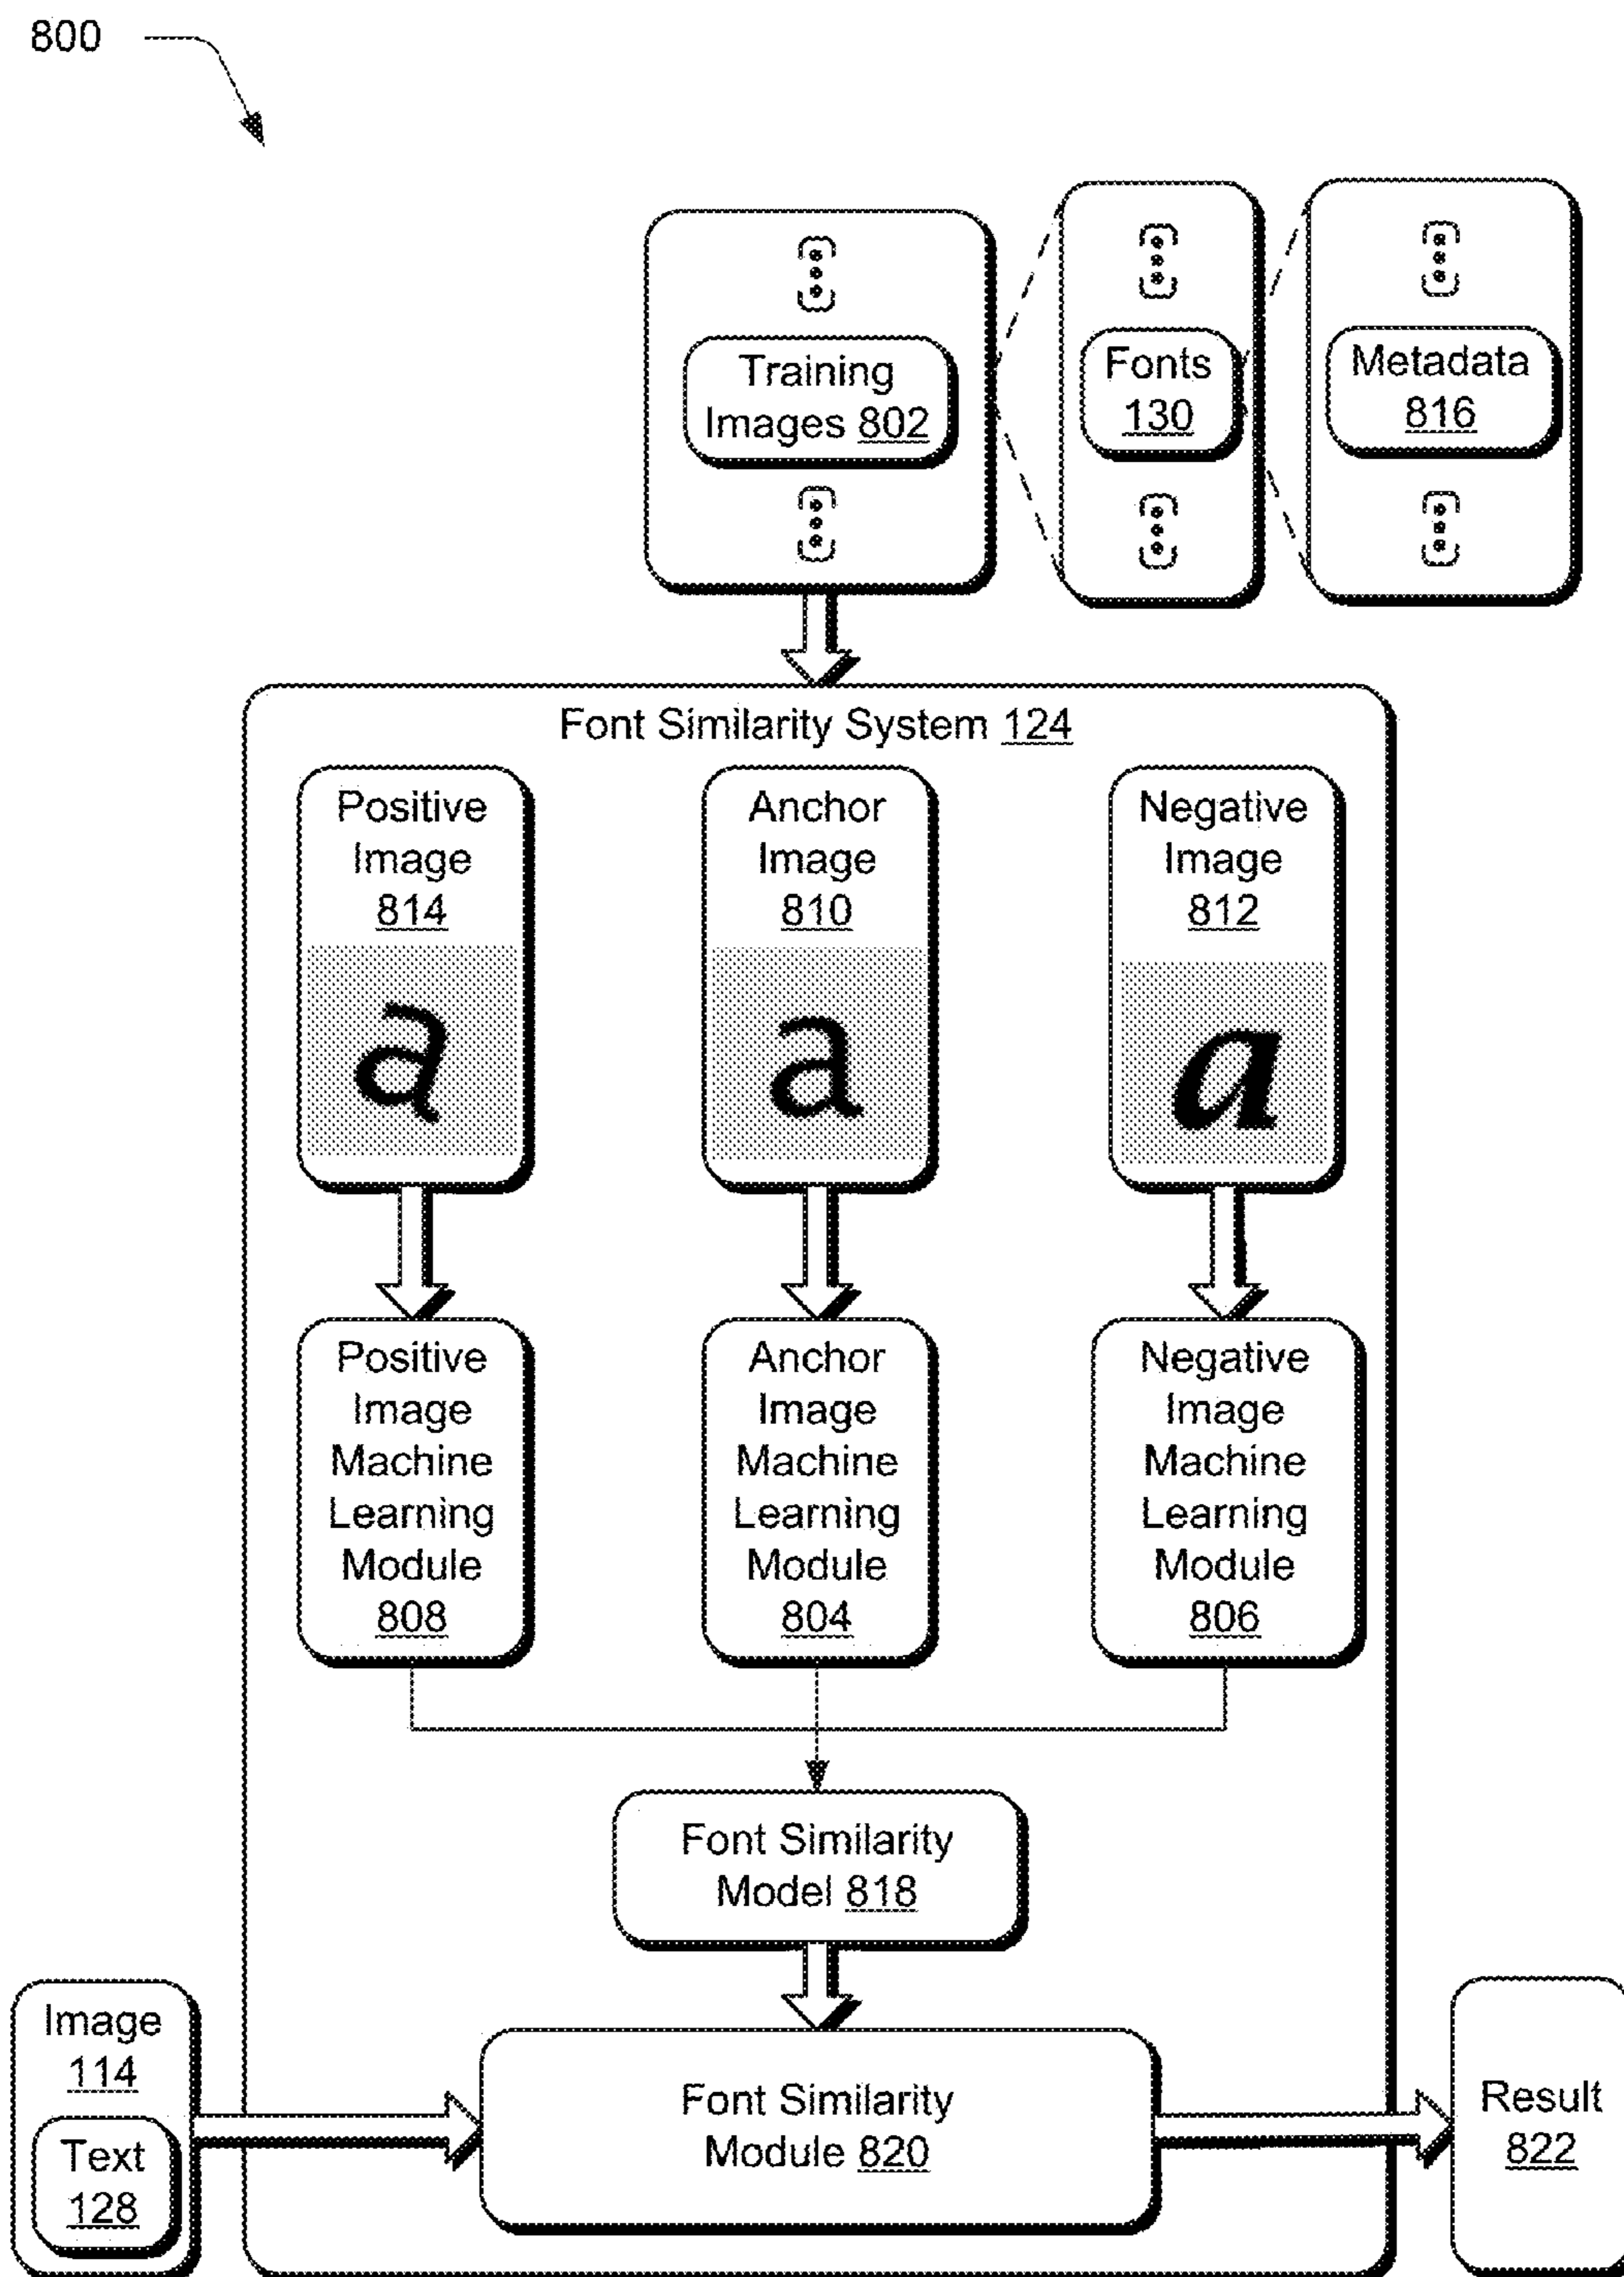 800
Training
Images 802
Fonts
130
Metadata
816
Font Similarity System 124
Positive
Image
814
a
Anchor
Image
810
a
Negative
Image
812
a
Positive
Image
Machine
Learning
Module
808
Anchor
Image
Machine
Learning
Module
804
Negative
Image
Machine
Learning
Module
806
Font Similarity
Model 818
Image
114
Text
128
Font Similarity
Module 820
Result
822